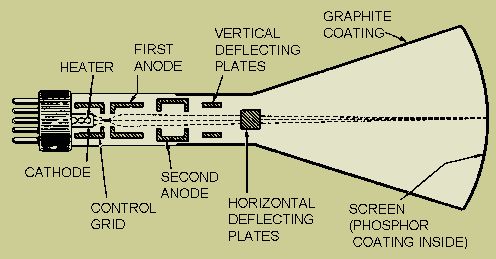 GRAPHITE
COATING
VERTICAL
DEFLECTING
PLATES
FIRST
ANODE
HEATER
CATHODE
CONTROL
GRID
SECOND
ANODE
HORIZONTAL
DEFLECTING
PLATES
SCREEN
(PHOSPHOR
COATING INSIDE)